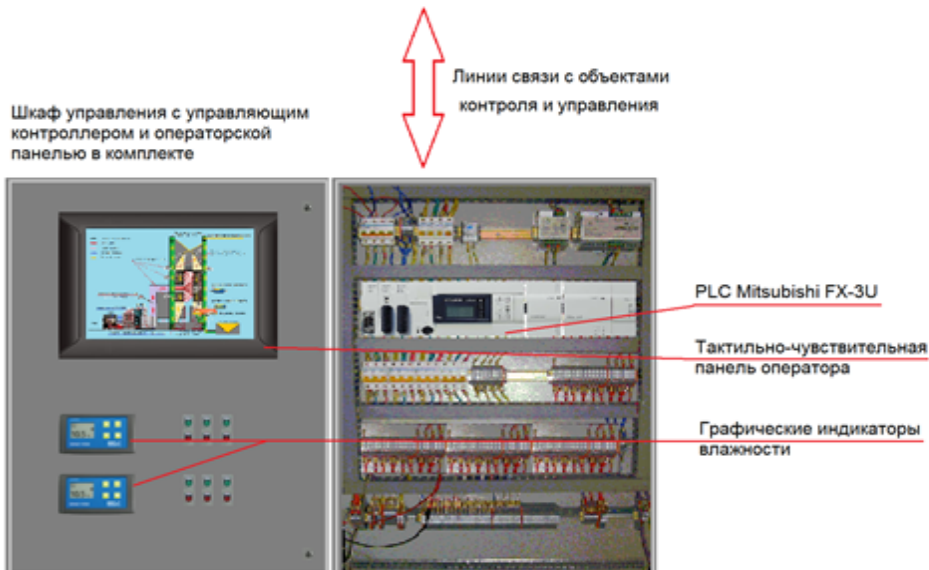 Линии связи с объектами
контроля и управления
Шкаф управления с управляющим
контроллером и операторской
панелью в комплекте
PLC Mitsubishi FX-3U
Тактильно-чувствительная
панель оператора
Графические индикаторы
влажности